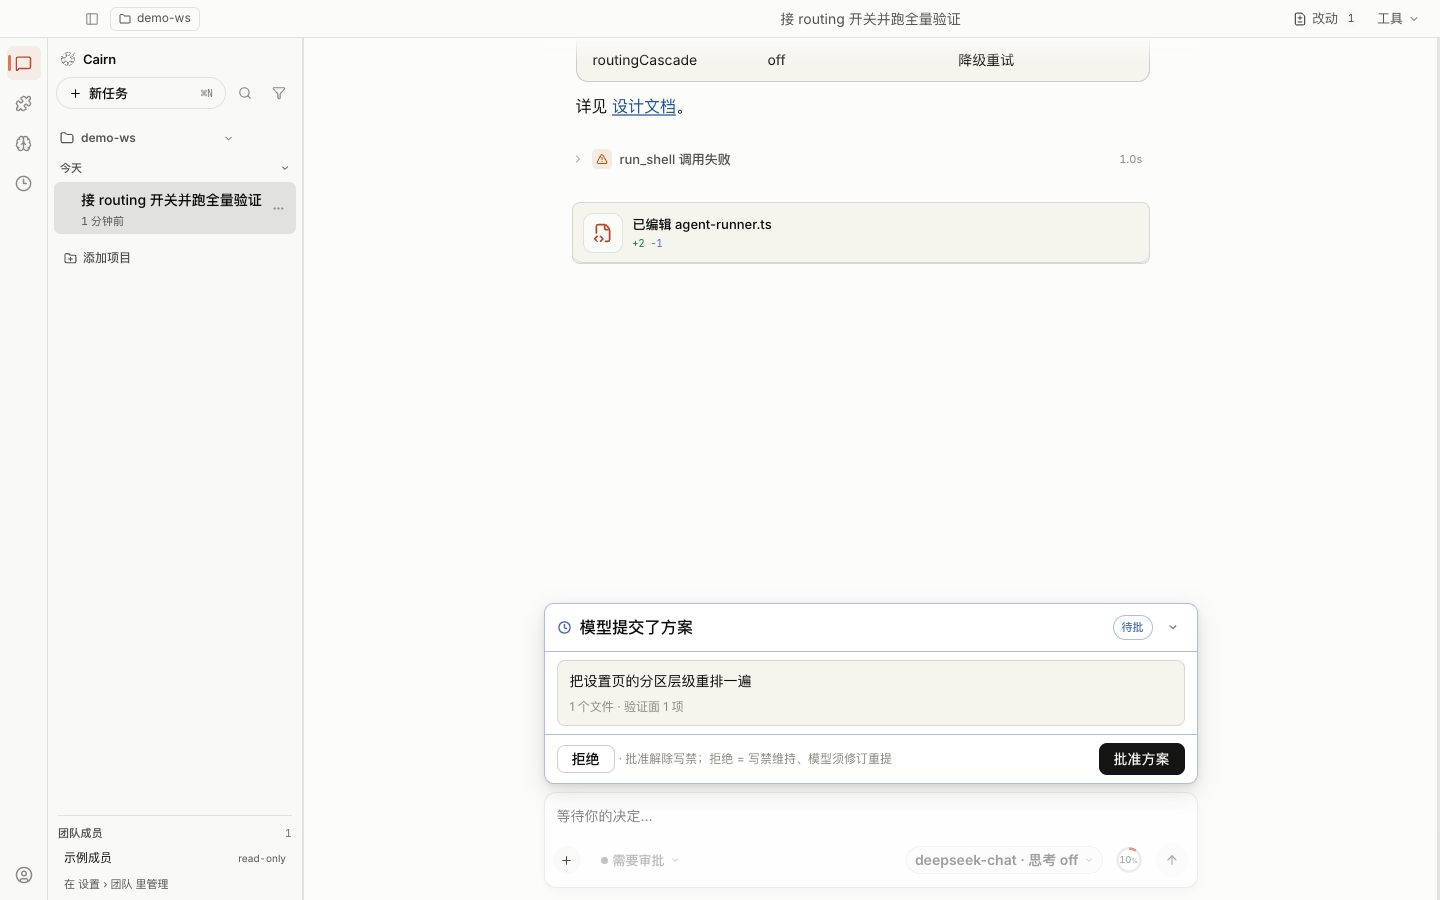 demo-ws
接 routing 开关并跑全量验证
改动 1
工具
Cairn
新任务 ⌘N
demo-ws
今天
接 routing 开关并跑全量验证
1 分钟前
添加项目
团队成员 1
示例成员 read-only
在 设置 › 团队 里管理
routingCascade off 降级重试
详见 设计文档。
run_shell 调用失败 1.0s
已编辑 agent-runner.ts
+2 -1
模型提交了方案 待批
把设置页的分区层级重排一遍
1 个文件 · 验证面 1 项
拒绝 · 批准解除写禁；拒绝 = 写禁维持、模型须修订重提 批准方案
等待你的决定...
需要审批 deepseek-chat · 思考 off 10%